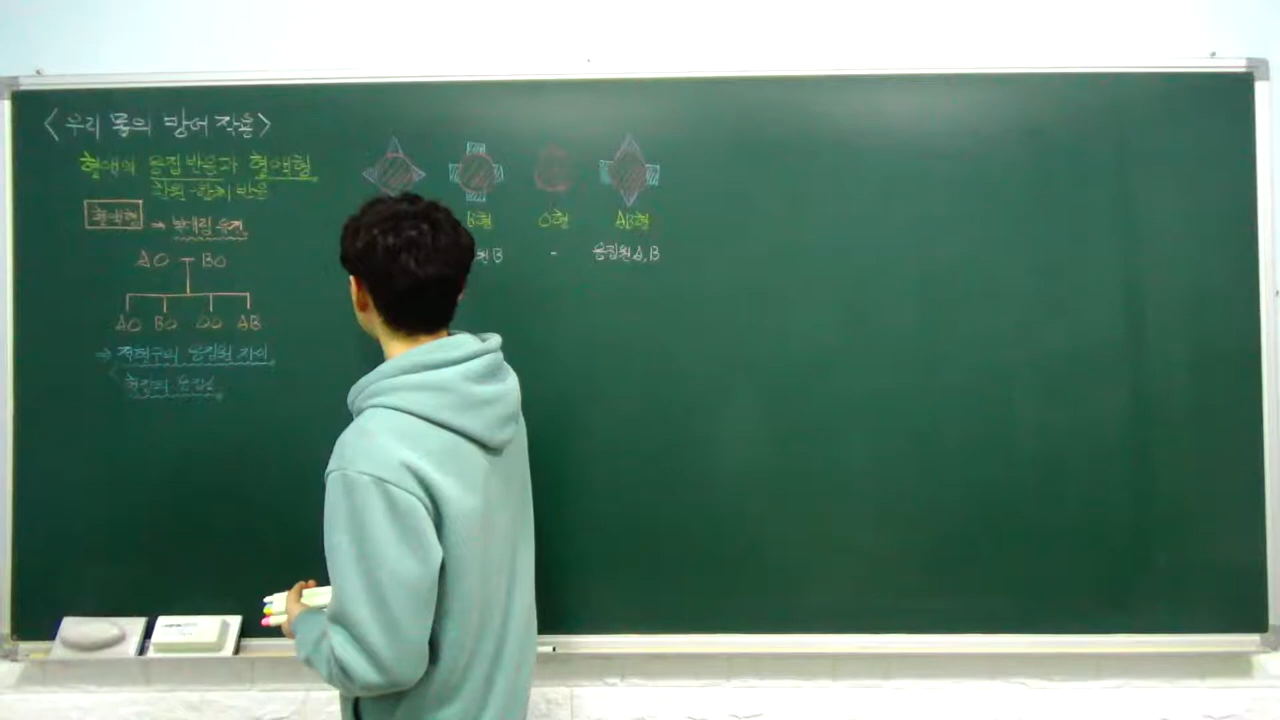 <우리 몸의 방어 작용>
혈액의 응집반응과 혈액형
항원-항체 반응
혈액형 → 복대립 유전
AO BO
AO BO OO AB
→ 적혈구의 응집원 차이
혈장의 응집소
B형 O형 AB형
원B - 응집원A,B